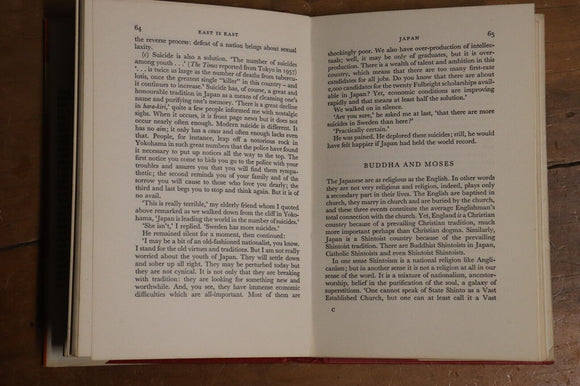 64
EAST IS EAST
the reverse process: defeat of a nation brings about sexual
laxity.
(c) Suicide is also a solution. 'The number of suicides
among youth . . .' (The Times reported from Tokyo in 1957)
'. . . is twice as large as the number of deaths from tubercu-
losis, once the greatest single "killer" in this country – and
it continues to increase.' Suicide has, of course, a great and
honourable tradition in Japan as a means of cleansing one's
name and purifying one's memory. 'There is a great decline
in hara-kiri,' quite a few people informed me with nostalgic
sighs. When it occurs, it is front page news but it does not
occur nearly often enough. Modern suicide is different. It
has no aim; it only has a cause and often enough lacks even
that. People, for instance, leap off a notorious rock in
Yokohama in such great numbers that the police have found
it necessary to put up notices all the way to the top. The
first notice you come to bids you go to the police with your
troubles and assures you that you will find them sympa-
thetic; the second reminds you of your family and of the
sorrow you will cause to those who love you dearly; the
third and last begs you to stop and think again. But it is of
no avail.
'This is really terrible,' my elderly friend whom I quoted
above remarked as we walked down from the cliff in Yoko-
hama, 'Japan is leading the world in the number of suicides.'
'She isn't,' I replied. 'Sweden has more suicides.'
He remained silent for a moment, then continued:
'I may be a bit of an old-fashioned nationalist, you know.
I stand for the old virtues and traditions. But I am not really
worried about the youth of Japan. They will settle down
and sober up all right. They may be perturbed today but
they are not cynical. It is not only that they are breaking
with tradition: they are looking for something new and
worthwhile. And, you see, they have immense economic
difficulties which are all-important. Most of them are
JAPAN
65
shockingly poor. We also have over-production of intellec-
tuals; well, it may be only of graduates, but whoever they
are, there are not enough jobs for them. Even in a different
sense, there is a wealth of talent and ambition in this
country, which means that there are too many first-rate
candidates for all jobs. Do you know that there are about
2,000 candidates for the twenty Fulbright scholarships avail-
able in Japan? Yet, economic conditions are improving
rapidly and that means at least half the solution.'
We walked on in silence.
'Are you sure,' he asked me at last, 'that there are more
suicides in Sweden than here?'
'Practically certain.'
He was pained. He deplored these suicides; still, he would
have felt happier if Japan had held the world record.
BUDDHA AND MOSES
The Japanese are as religious as the English. In other words
they are not very religious and religion, indeed, plays only
a secondary part in their lives. The English are baptized in
church, they marry in church and are buried by the church,
and these three events constitute the average Englishman's
total connection with the church. Yet, England is a Christian
country because of a prevailing Christian tradition, much
more important perhaps than Christian dogma. Similarly,
Japan is a Shintoist country because of the prevailing
Shintoist tradition. There are Buddhist Shintoists in Japan,
Catholic Shintoists and even Shintoist Shintoists.
In one sense Shintoism is a national religion like Angli-
canism; but in another sense it is not a religion at all in our
sense of the word. It is a mixture of nationalism, ancestor-
worship, belief in the purification of the soul, a galaxy of
superstitions. 'One cannot speak of State Shinto as a Vast
Established Church, but one can at least call it a Vast
C